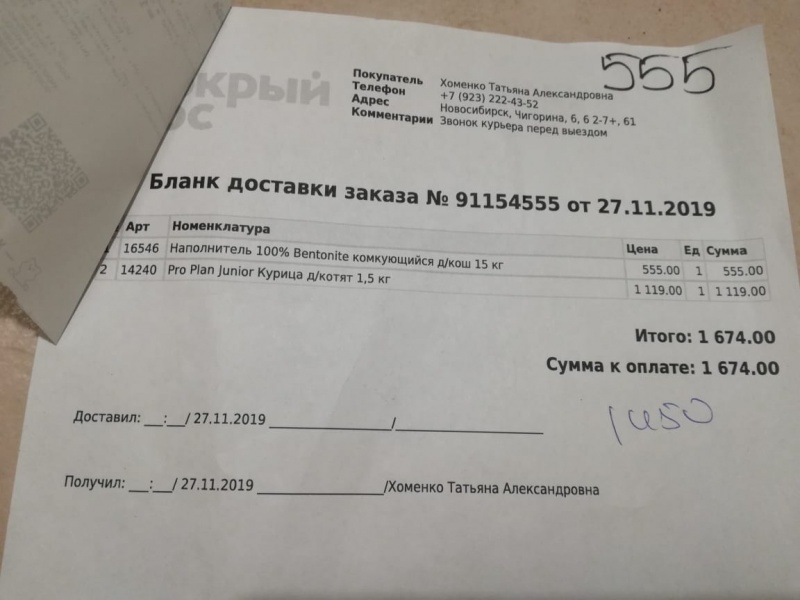 555
крый
ос
Покупатель Хоменко Татьяна Александровна
Телефон +7 (923) 222-43-52
Адрес Новосибирск, Чигорина, 6, 6 2-7+, 61
Комментарии Звонок курьера перед выездом
Бланк доставки заказа № 91154555 от 27.11.2019
Арт Номенклатура Цена Ед Сумма
16546 Наполнитель 100% Bentonite комкующийся д/кош 15 кг 555.00 1 555.00
2 14240 Pro Plan Junior Курица д/котят 1,5 кг 1 119.00 1 1 119.00
Итого: 1 674.00
Сумма к оплате: 1 674.00
1450
Доставил: __:__/ 27.11.2019 ________________/____________________
Получил: __:__/ 27.11.2019 ________________/Хоменко Татьяна Александровна